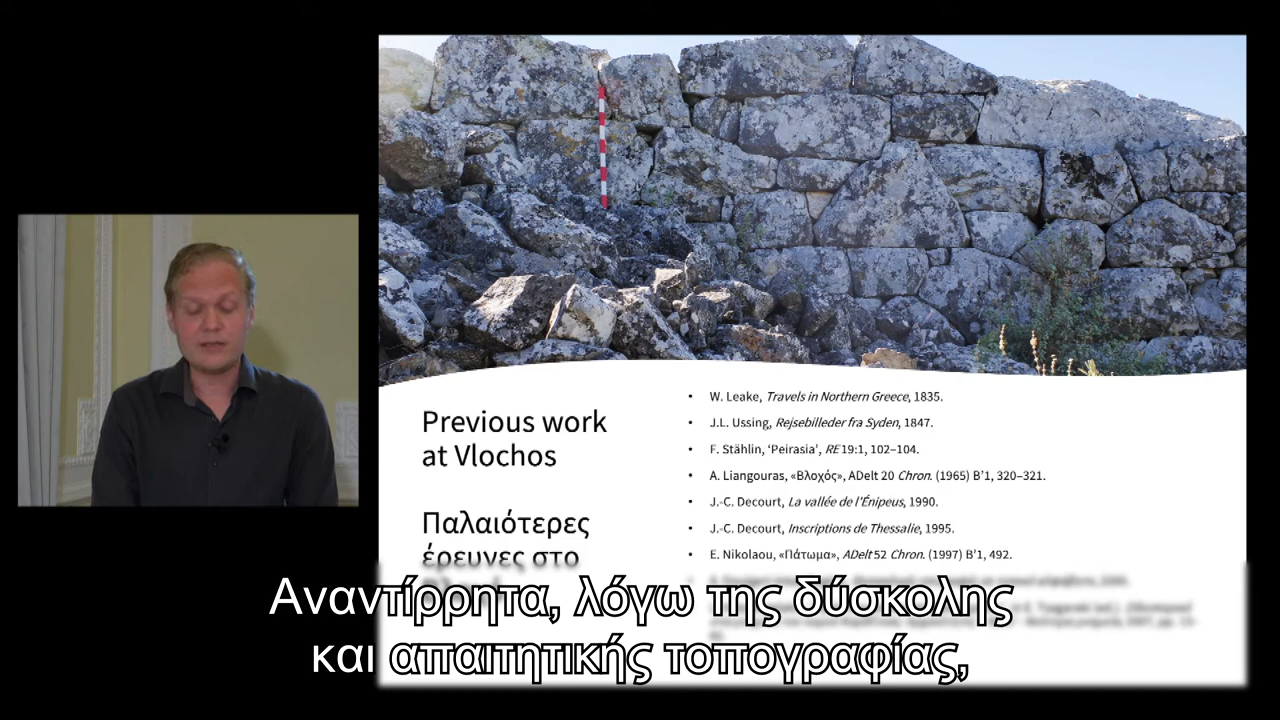 Previous work
at Vlochos
Παλαιότερες
έρευνες στο
• W. Leake, Travels in Northern Greece, 1835.
• J.L. Ussing, Rejsebilleder fra Syden, 1847.
• F. Stählin, ‘Peirasia’, RE 19:1, 102–104.
• A. Liangouras, «Βλοχός», ADelt 20 Chron. (1965) B’1, 320–321.
• J.-C. Decourt, La vallée de l’Énipeus, 1990.
• J.-C. Decourt, Inscriptions de Thessalie, 1995.
• E. Nikolaou, «Πάτωμα», ADelt 52 Chron. (1997) B’1, 492.
Αναντίρρητα, λόγω της δύσκολης
και απαιτητικής τοπογραφίας,